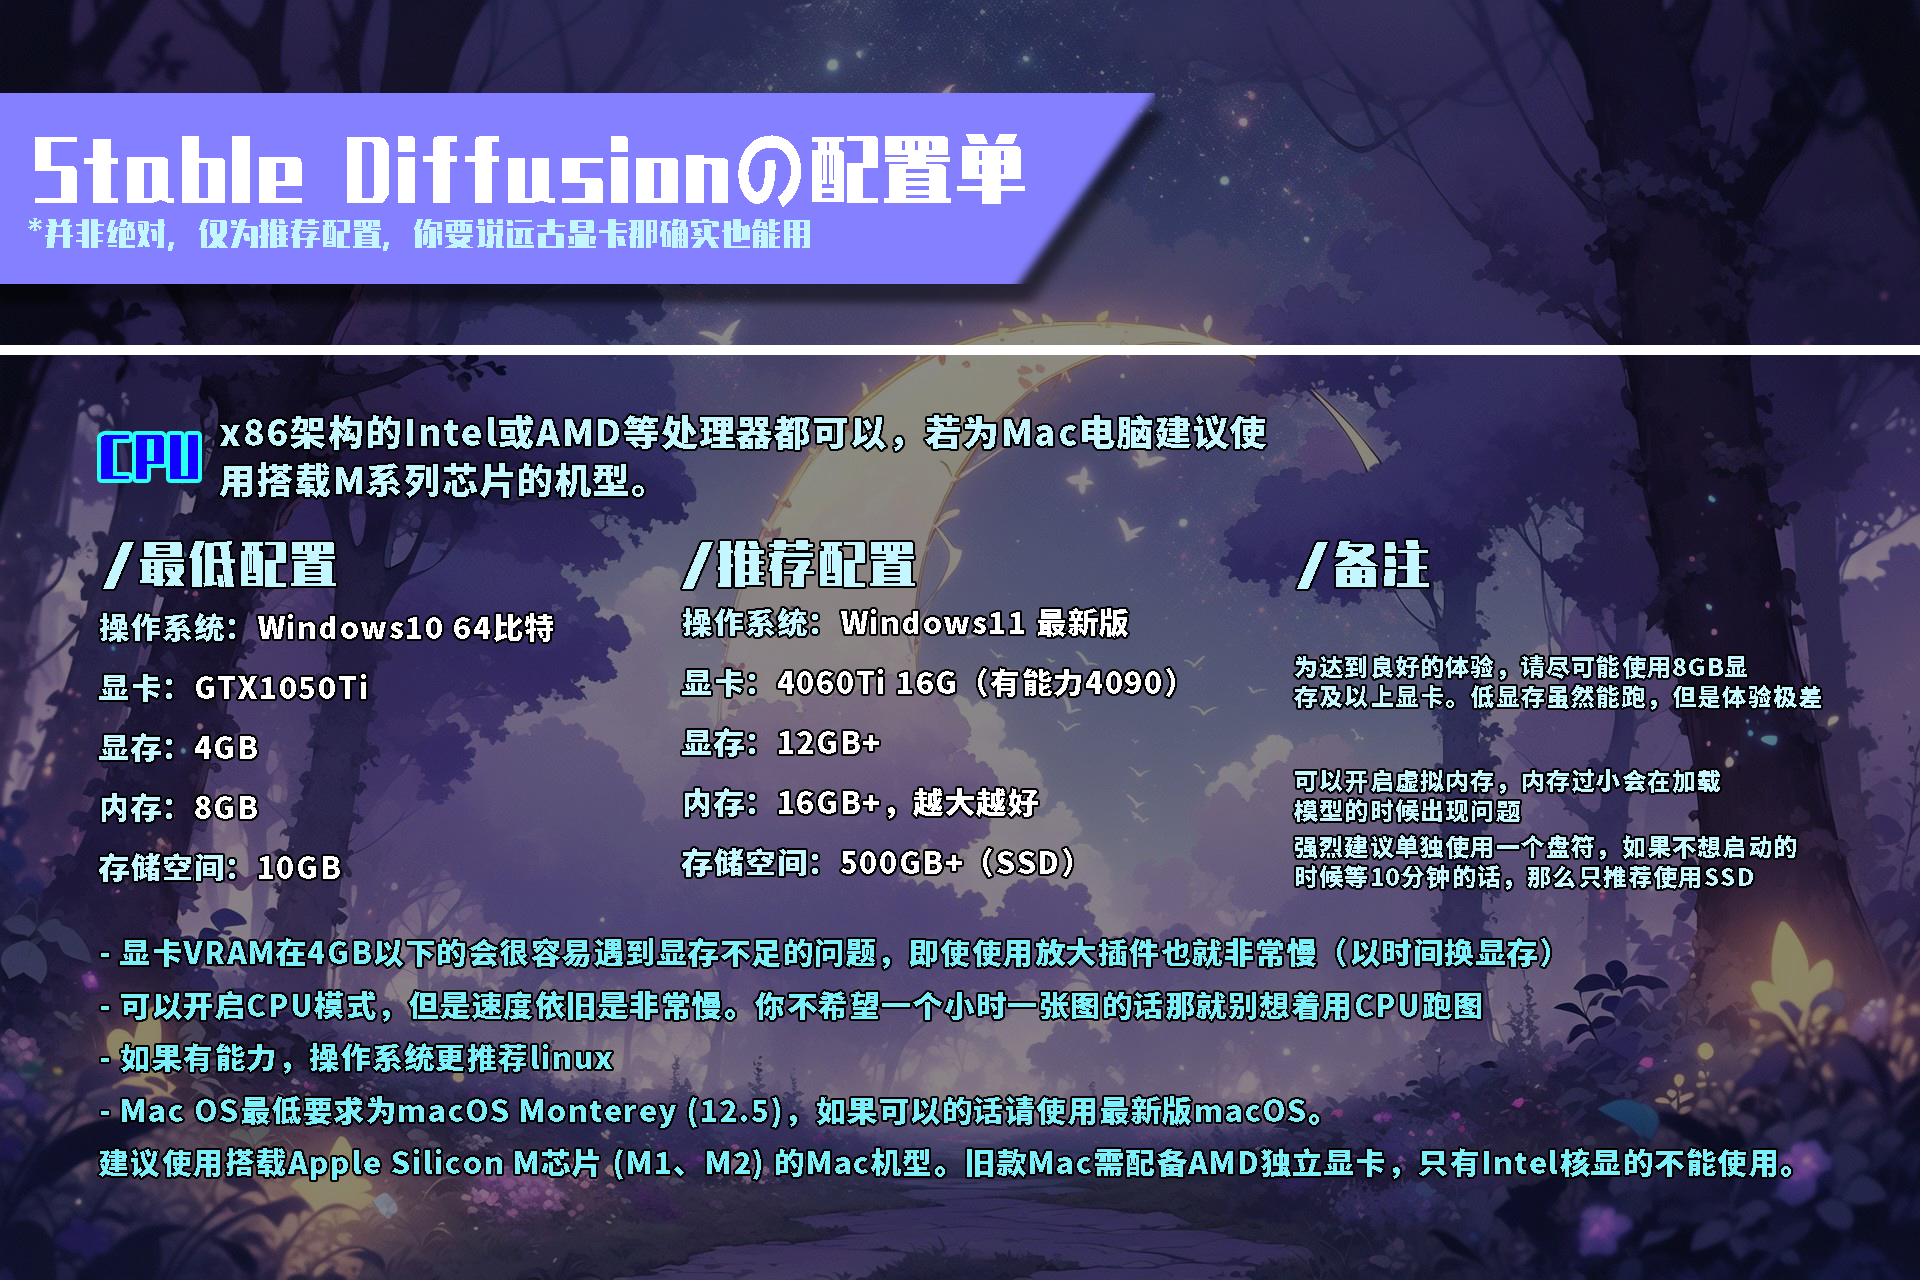 Stable Diffusionの配置单
*并非绝对，仅为推荐配置，你要说远古显卡那确实也能用
CPU
x86架构的Intel或AMD等处理器都可以，若为Mac电脑建议使
用搭载M系列芯片的机型。
/最低配置
操作系统：Windows10 64比特
显卡：GTX1050Ti
显存：4GB
内存：8GB
存储空间：10GB
/推荐配置
操作系统：Windows11 最新版
显卡：4060Ti 16G（有能力4090）
显存：12GB+
内存：16GB+，越大越好
存储空间：500GB+（SSD）
/备注
为达到良好的体验，请尽可能使用8GB显
存及以上显卡。低显存虽然能跑，但是体验极差
可以开启虚拟内存，内存过小会在加载
模型的时候出现问题
强烈建议单独使用一个盘符，如果不想启动的
时候等10分钟的话，那么只推荐使用SSD
- 显卡VRAM在4GB以下的会很容易遇到显存不足的问题，即使使用放大插件也就非常慢（以时间换显存）
- 可以开启CPU模式，但是速度依旧是非常慢。你不希望一个小时一张图的话那就别想着用CPU跑图
- 如果有能力，操作系统更推荐linux
- Mac OS最低要求为macOS Monterey (12.5)，如果可以的话请使用最新版macOS。
建议使用搭载Apple Silicon M芯片 (M1、M2) 的Mac机型。旧款Mac需配备AMD独立显卡，只有Intel核显的不能使用。